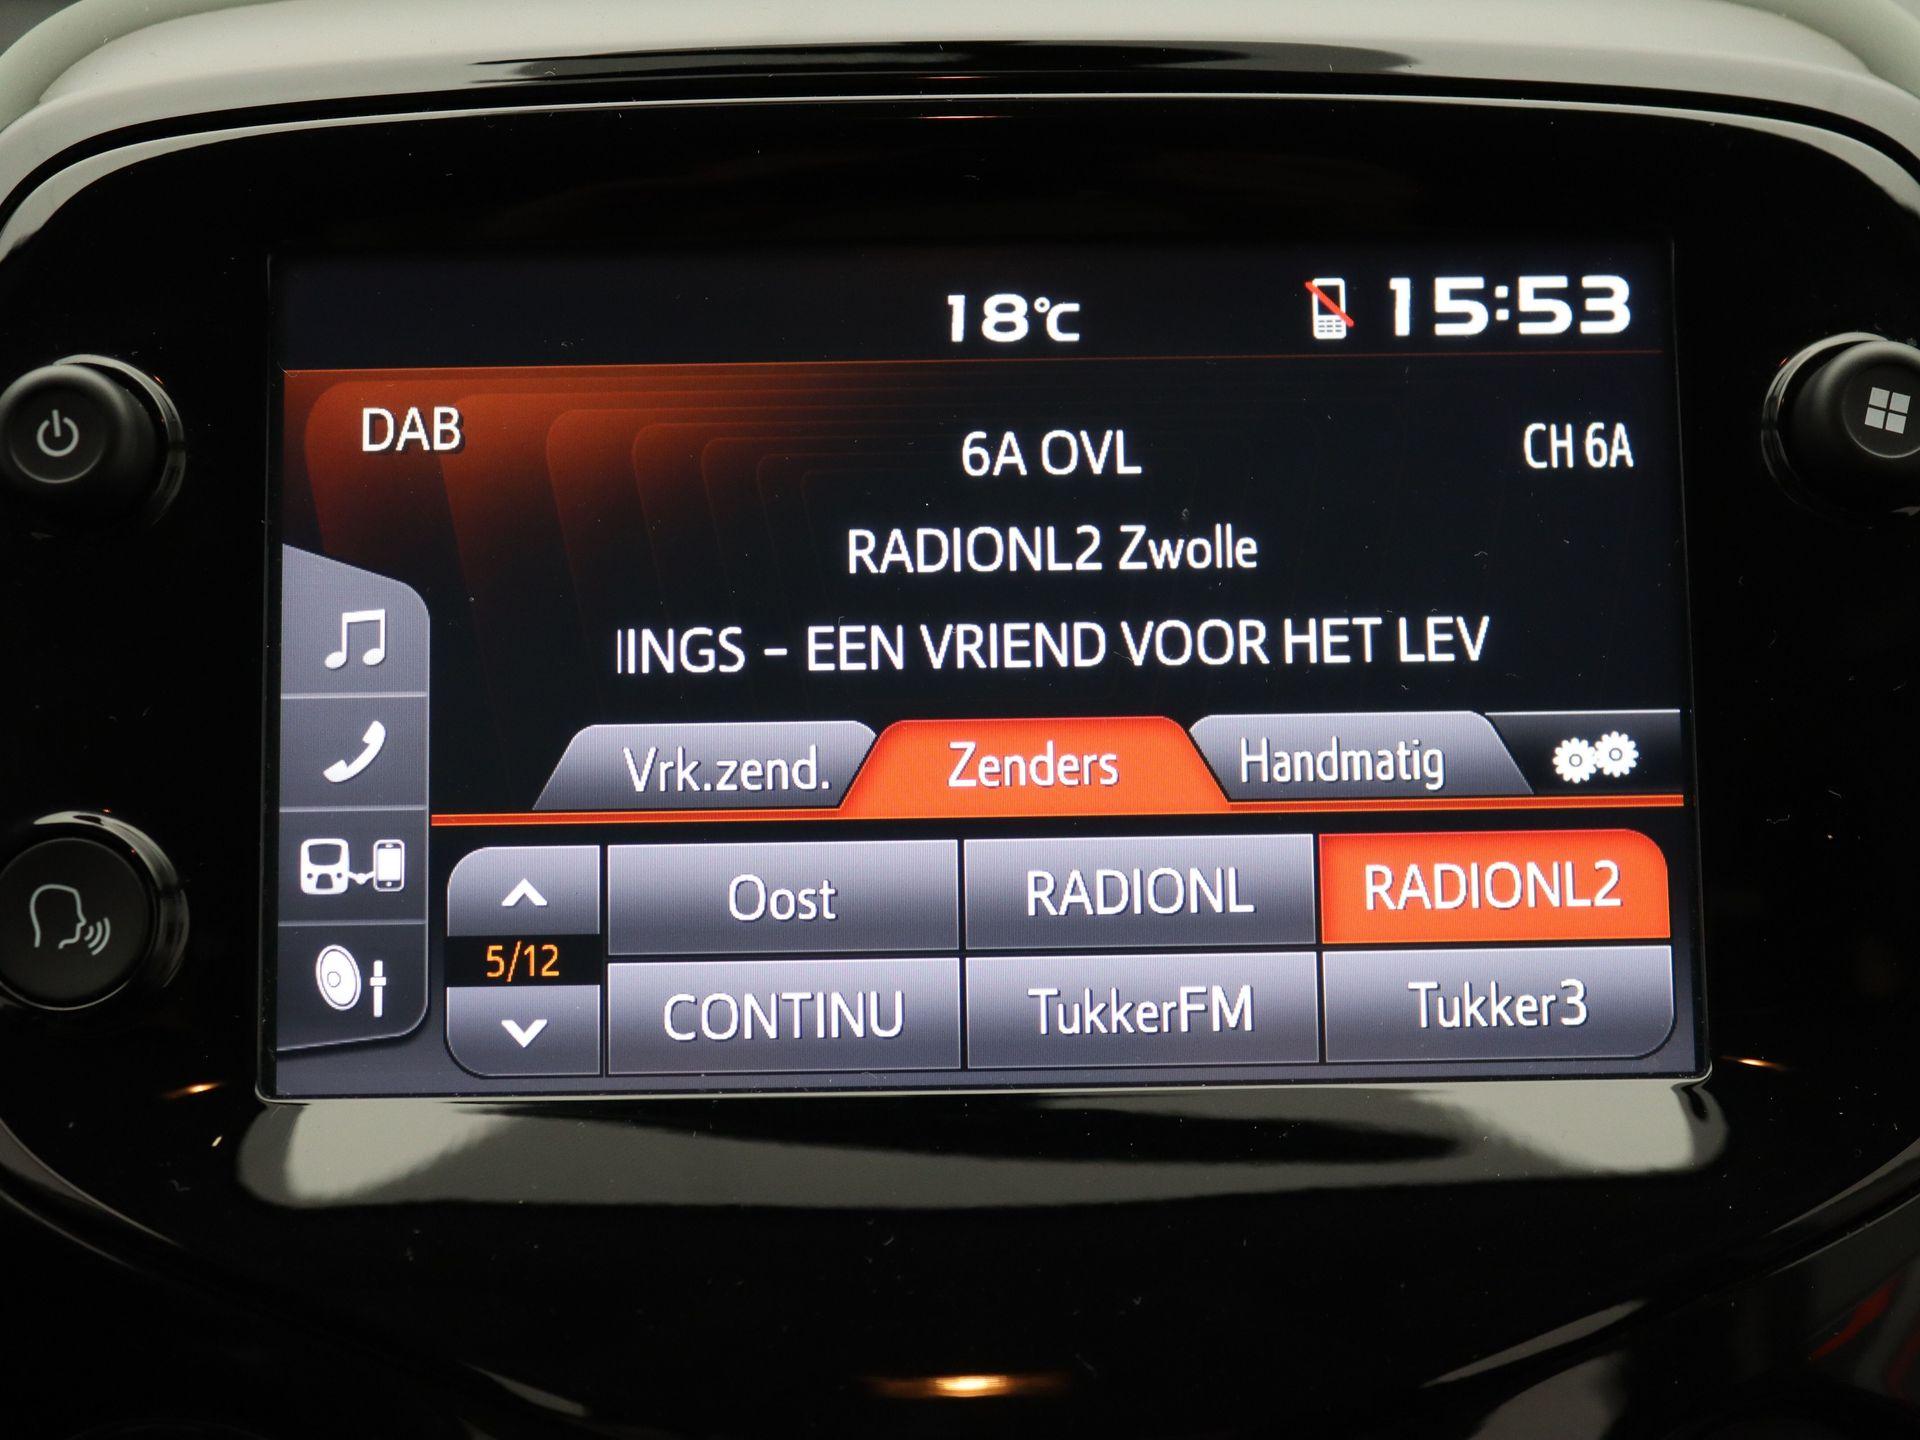 18°C 15:53
DAB
6A OVL
CH 6A
RADIONL2 Zwolle
INGS - EEN VRIEND VOOR HET LEV
Vrk.zend. Zenders Handmatig
Oost RADIONL RADIONL2
5/12
CONTINU TukkerFM Tukker3